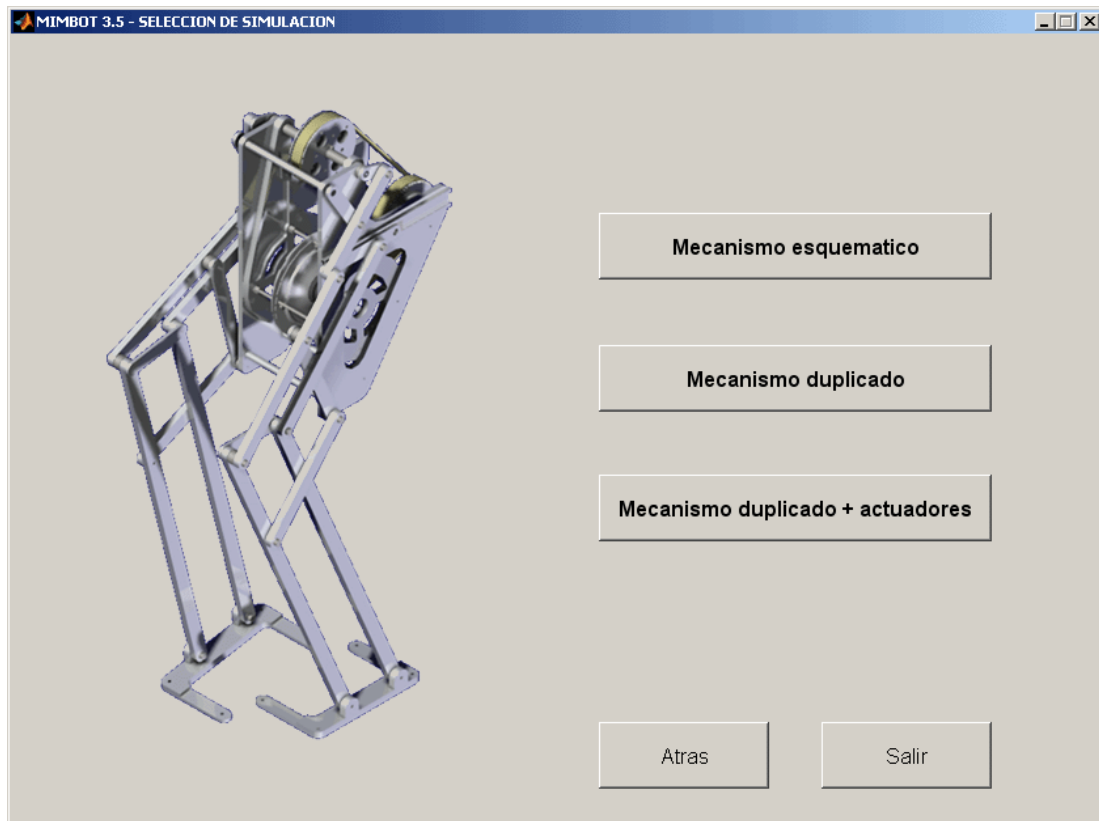 MIMBOT 3.5 - SELECCION DE SIMULACION
Mecanismo esquematico
Mecanismo duplicado
Mecanismo duplicado + actuadores
Atras
Salir